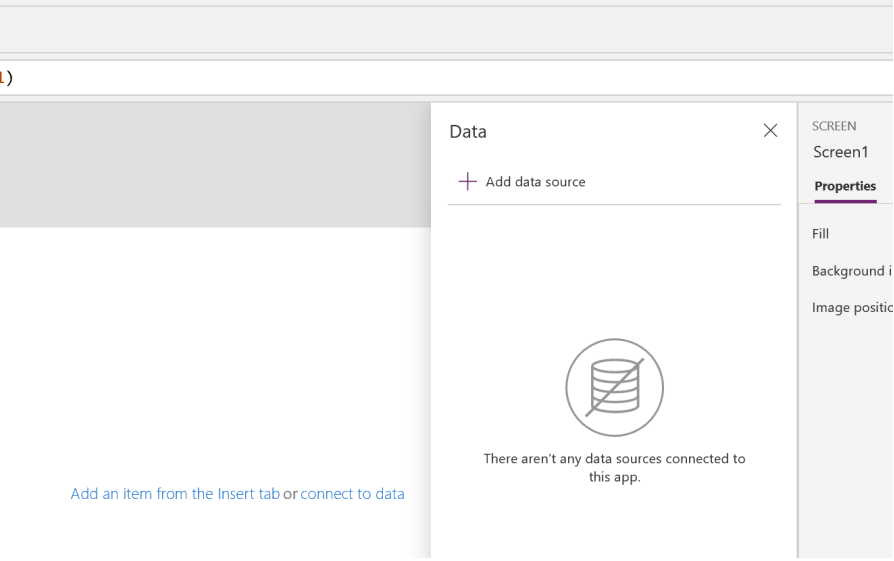 1)
Data
Add data source
There aren't any data sources connected to
this app.
Add an item from the Insert tab or connect to data
SCREEN
Screen1
Properties
Fill
Background i
Image positio